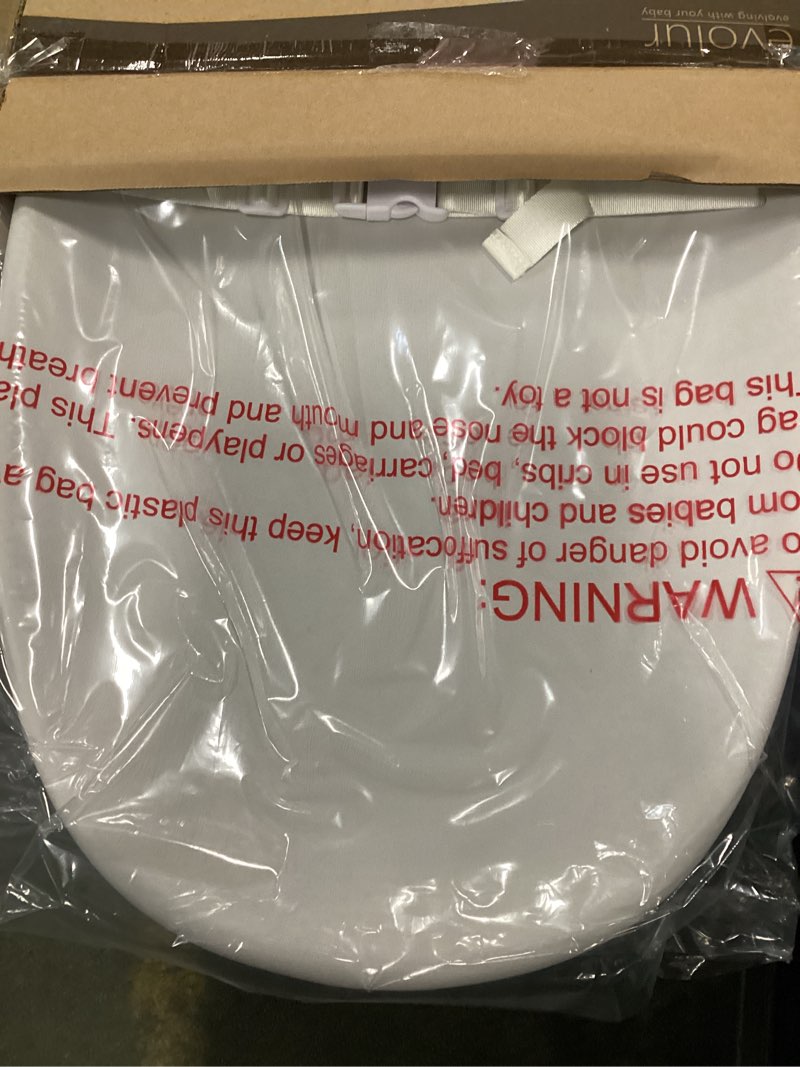 WARNING:
o avoid danger of suffocation, keep this plastic bag a
om babies and children.
o not use in cribs, bed, carriages or playpens. This pla
ag could block the nose and mouth and prevent breath
This bag is not a toy.
evolur
evolving with your baby